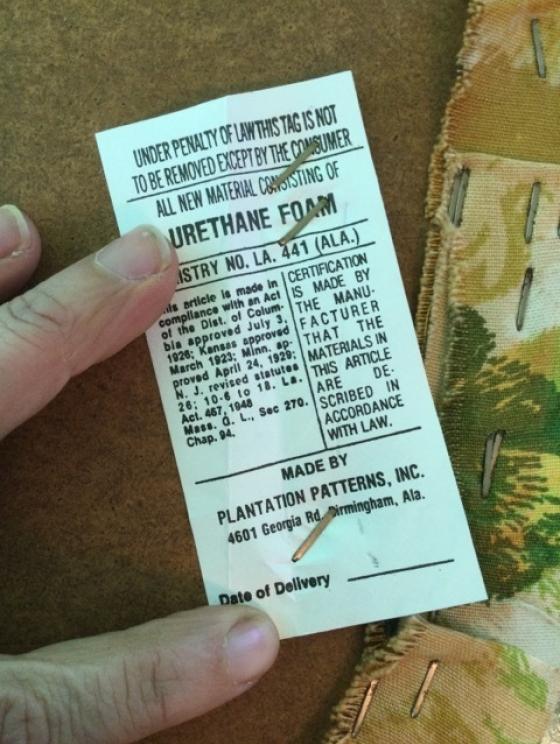 UNDER PENALTY OF LAW THIS TAG IS NOT
TO BE REMOVED EXCEPT BY THE CONSUMER
ALL NEW MATERIAL CONSISTING OF
URETHANE FOAM
ISTRY NO. LA. 441 (ALA.)
his article is made in
compliance with an Act
of the Dist. of Colum-
bia approved July 3,
1926; Kansas approved
March 1923; Minn. ap-
proved April 24, 1929;
N. J. revised statutes
26: 10-6 to 18. La.
Act. 467, 1948
Mass. G. L., Sec 270.
Chap. 94.
CERTIFICATION
IS MADE BY
THE MANU-
FACTURER
THAT THE
MATERIALS IN
THIS ARTICLE
ARE DE-
SCRIBED IN
ACCORDANCE
WITH LAW.
MADE BY
PLANTATION PATTERNS, INC.
4601 Georgia Rd. Birmingham, Ala.
Date of Delivery